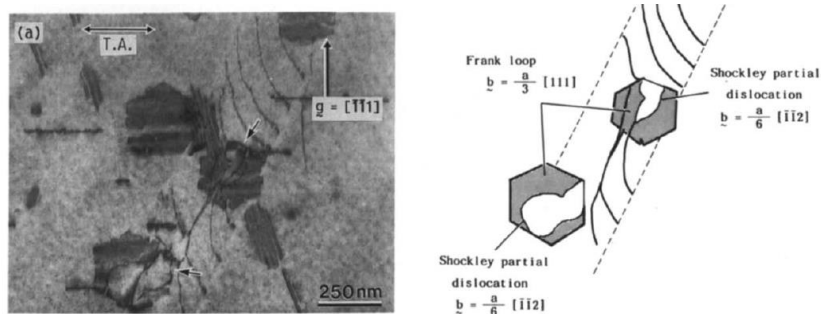 (a)
T.A.
g = [1̄1̄1]
250nm
Frank loop
b = a/3 [111]
Shockley partial
dislocation
b = a/6 [1̄1̄2]
Shockley partial
dislocation
b = a/6 [1̄1̄2]